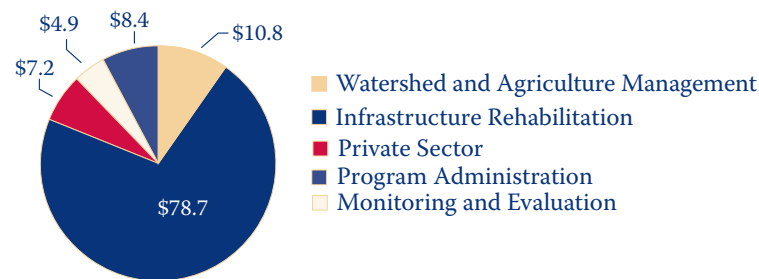 $8.4
$4.9
$10.8
$7.2
$78.7
Watershed and Agriculture Management
Infrastructure Rehabilitation
Private Sector
Program Administration
Monitoring and Evaluation